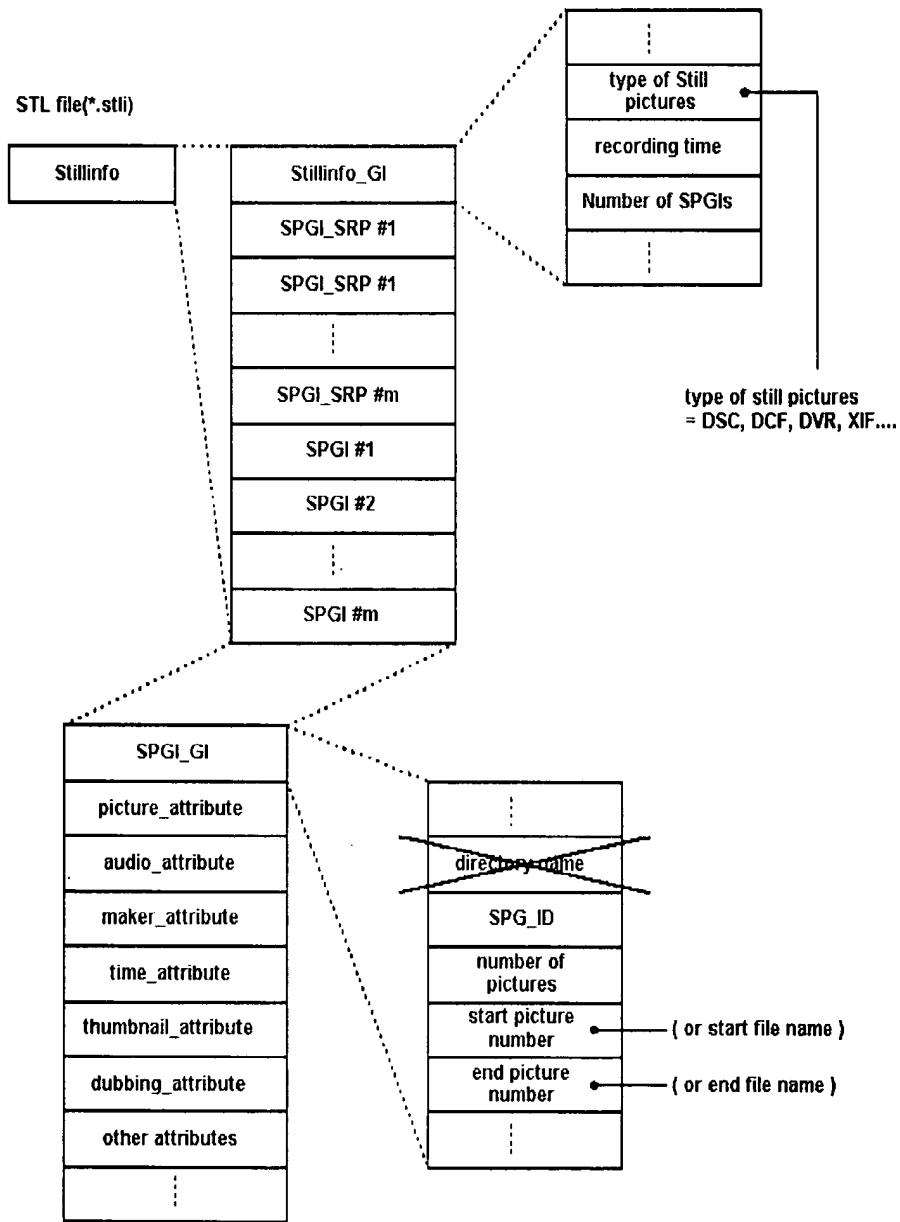 STL file(*.stli)
Stillinfo
Stillinfo_GI
SPGI_SRP #1
SPGI_SRP #1
SPGI_SRP #m
SPGI #1
SPGI #2
SPGI #m
type of Still
pictures
recording time
Number of SPGIs
type of still pictures
= DSC, DCF, DVR, XIF....
SPGI_GI
picture_attribute
audio_attribute
maker_attribute
time_attribute
thumbnail_attribute
dubbing_attribute
other attributes
directory name
SPG_ID
number of
pictures
start picture
number
( or start file name )
end picture
number
( or end file name )